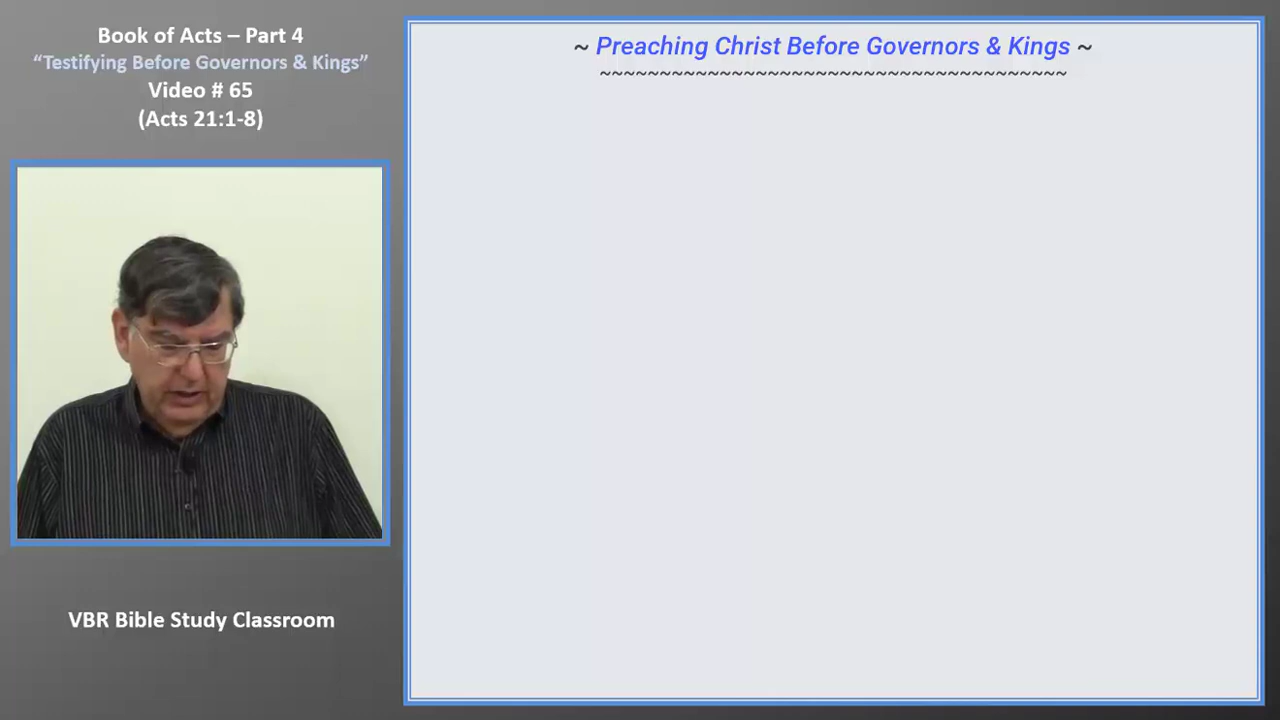 Book of Acts – Part 4
“Testifying Before Governors & Kings”
Video # 65
(Acts 21:1-8)
VBR Bible Study Classroom
~ Preaching Christ Before Governors & Kings ~
~~~~~~~~~~~~~~~~~~~~~~~~~~~~~~~~~~~~~~~